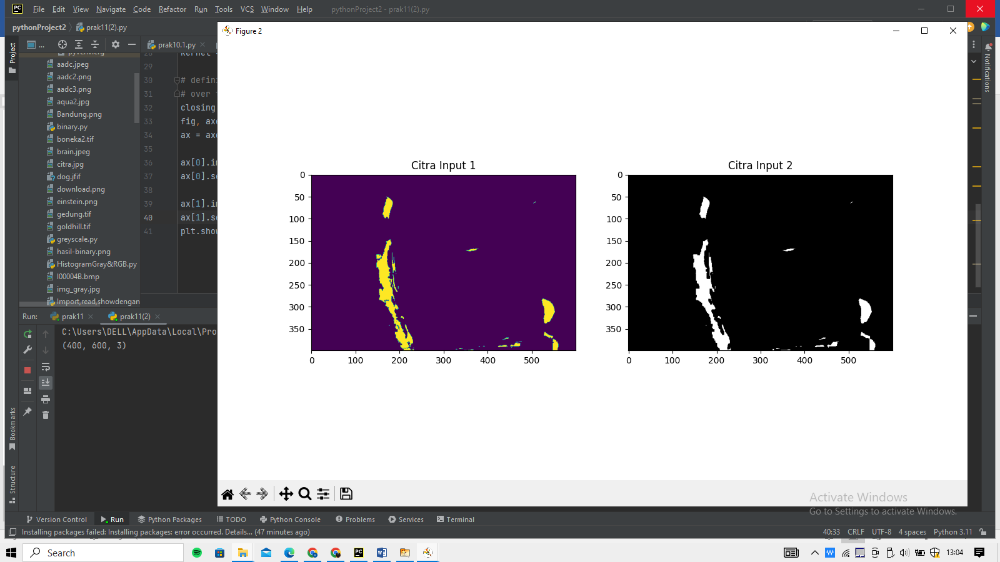 File Edit View Navigate Code Refactor Run Tools VCS Window Help pythonProject2 - prak11(2).py
pythonProject2 prak11(2).py
Figure 2
Project
...
prak10.1.py
aadc.jpeg
aadc2.png
aadc3.png
aqua2.jpg
Bandung.png
binary.py
boneka2.tif
brain.jpeg
citra.jpg
dog.jfif
download.png
einstein.png
gedung.tif
goldhill.tif
greyscale.py
hasil-binary.png
HistogramGray&RGB.py
I00004B.bmp
img_gray.jpg
Import,read,showdengan
29
30 # defini
31 # over
32 closing
33 fig, axe
34 ax = axe
35
36 ax[0].im
37 ax[0].se
38
39 ax[1].im
40 ax[1].se
41 plt.show
Citra Input 1
0
50
100
150
200
250
300
350
0 100 200 300 400 500
Citra Input 2
0
50
100
150
200
250
300
350
0 100 200 300 400 500
Notifications
Run: prak11 prak11(2)
C:\Users\DELL\AppData\Local\Pro
(400, 600, 3)
Bookmarks
Structure
Activate Windows
Go to Settings to activate Windows.
Version Control Run Python Packages TODO Python Console Problems Services Terminal
Installing packages failed: Installing packages: error occurred. Details... (47 minutes ago) 40:33 CRLF UTF-8 4 spaces Python 3.11
Search 13:04